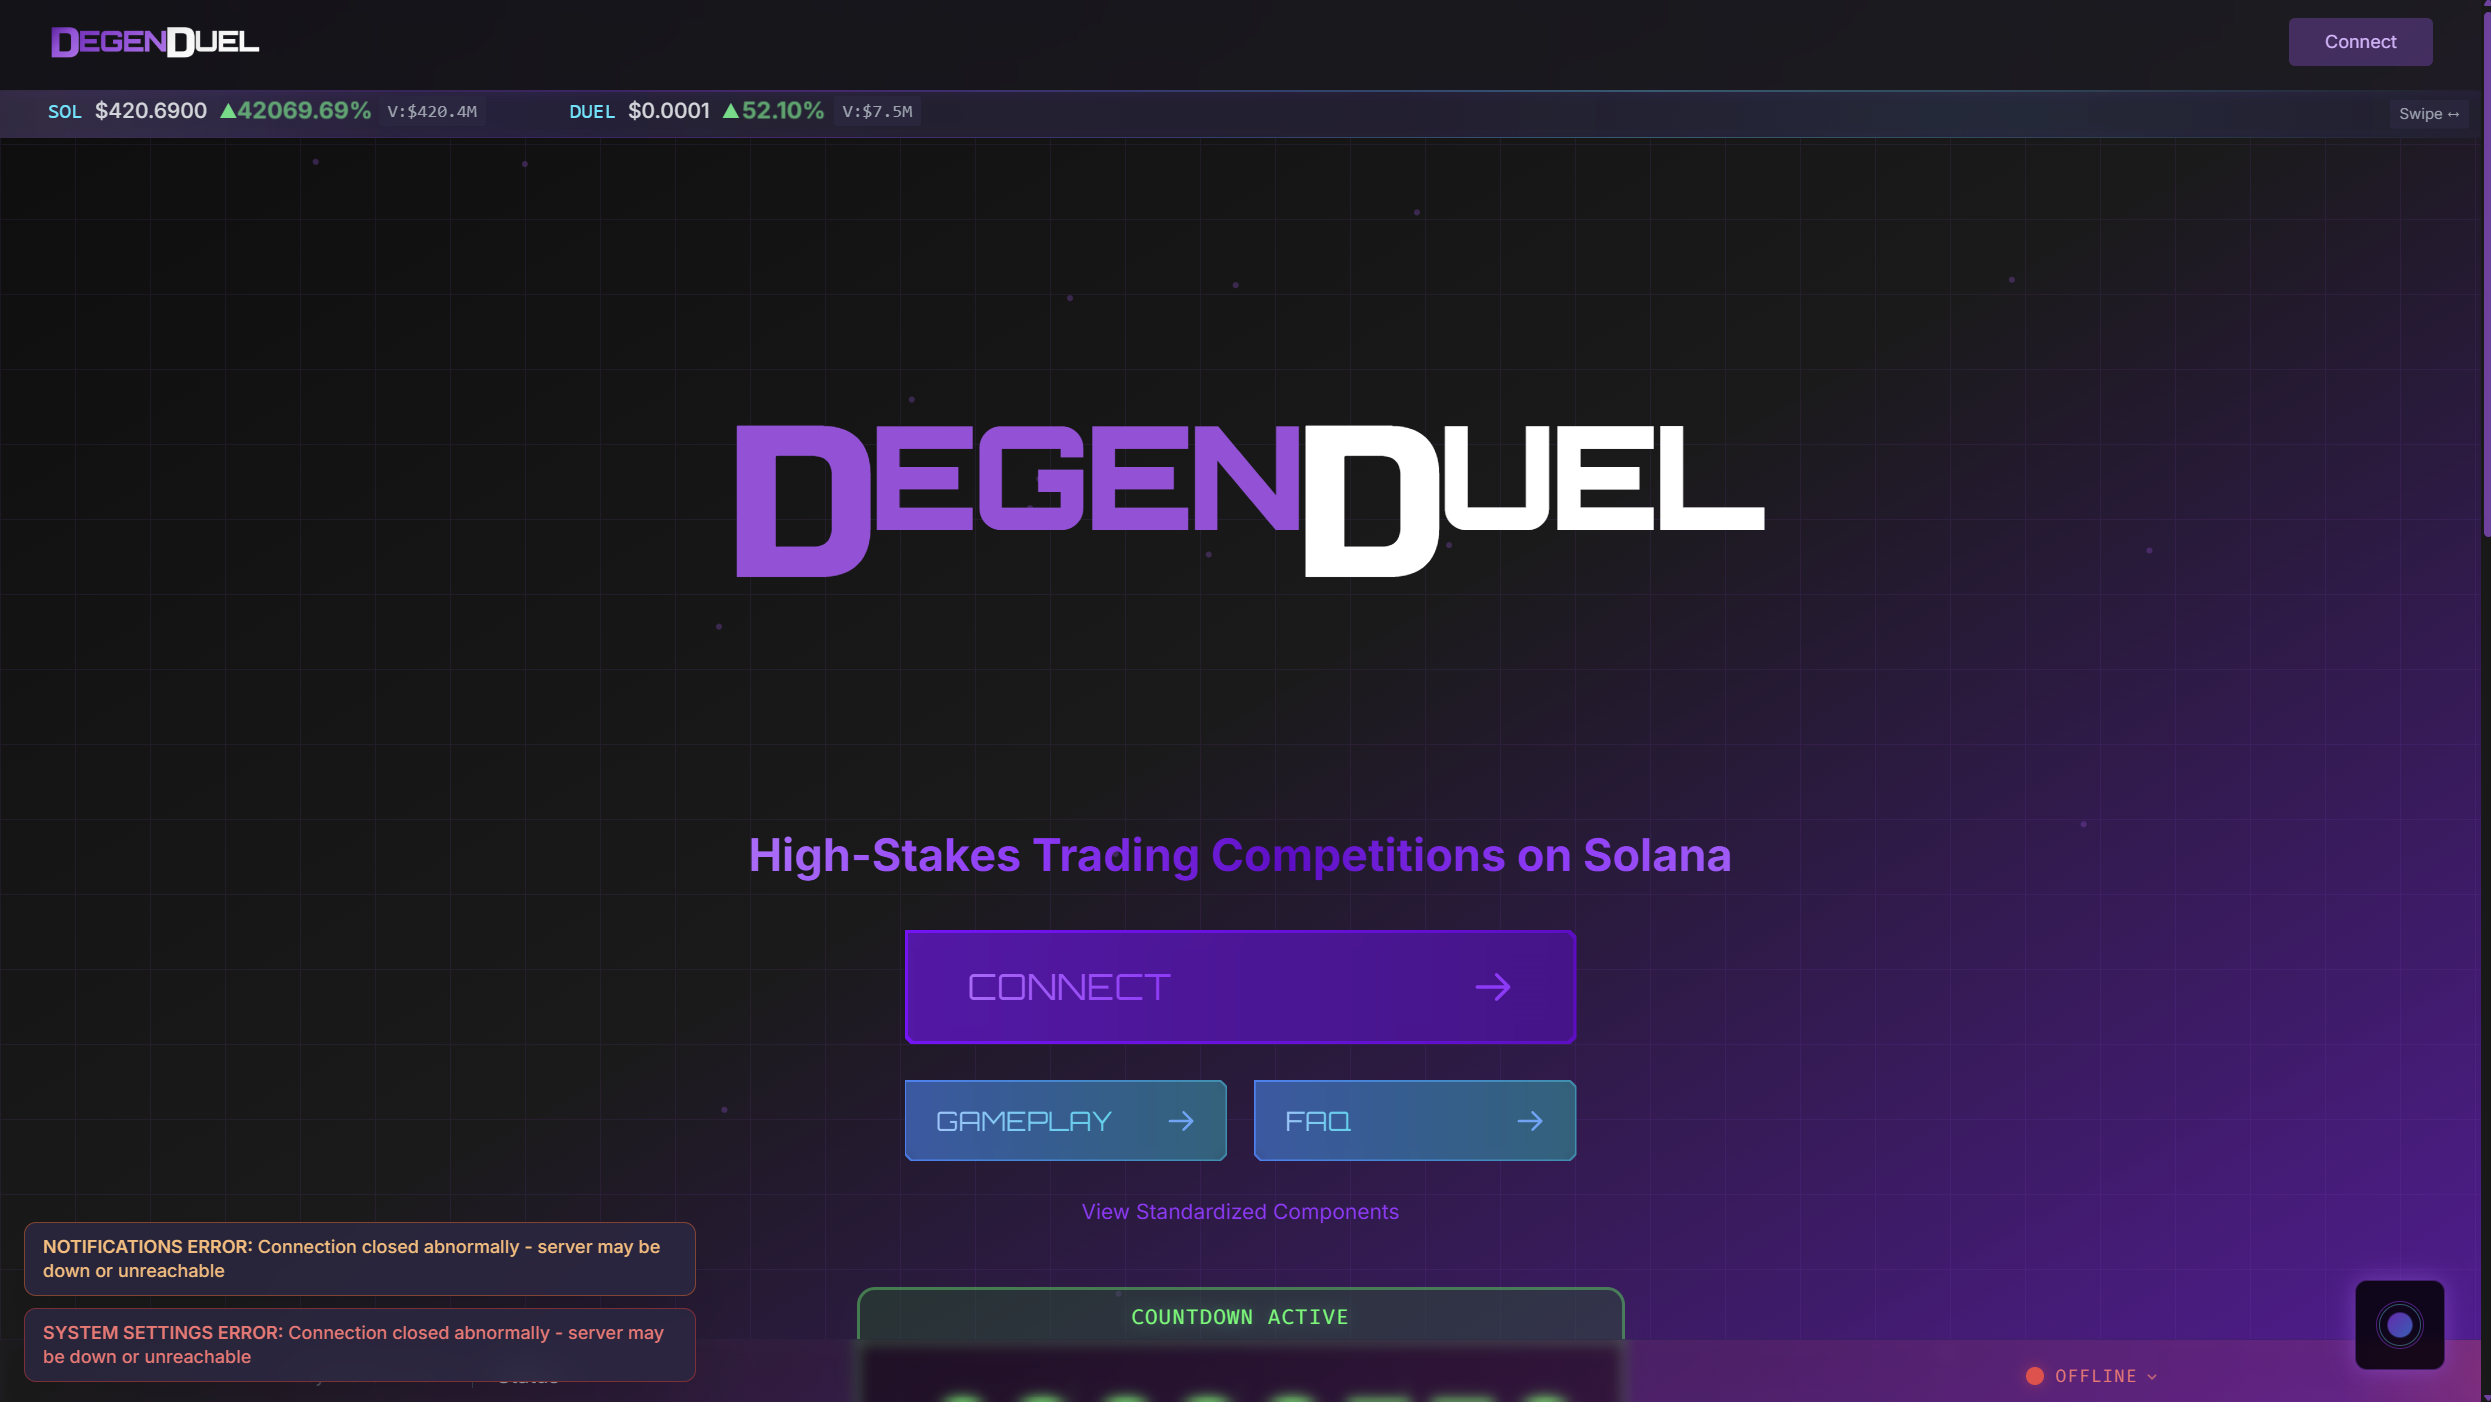 DEGENDUEL
Connect
SOL $420.6900 ▲42069.69% V:$420.4M DUEL $0.0001 ▲52.10% V:$7.5M
Swipe ↔
DEGENDUEL
High-Stakes Trading Competitions on Solana
CONNECT →
GAMEPLAY → FAQ →
View Standardized Components
NOTIFICATIONS ERROR: Connection closed abnormally - server may be
down or unreachable
SYSTEM SETTINGS ERROR: Connection closed abnormally - server may
be down or unreachable
COUNTDOWN ACTIVE
OFFLINE